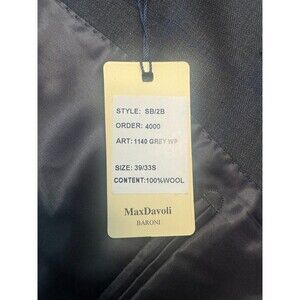 STYLE: SB/2B
ORDER: 4000
ART: 1140 GREY WP
SIZE: 39/33S
CONTENT:100%WOOL
MaxDavoli
BARONI